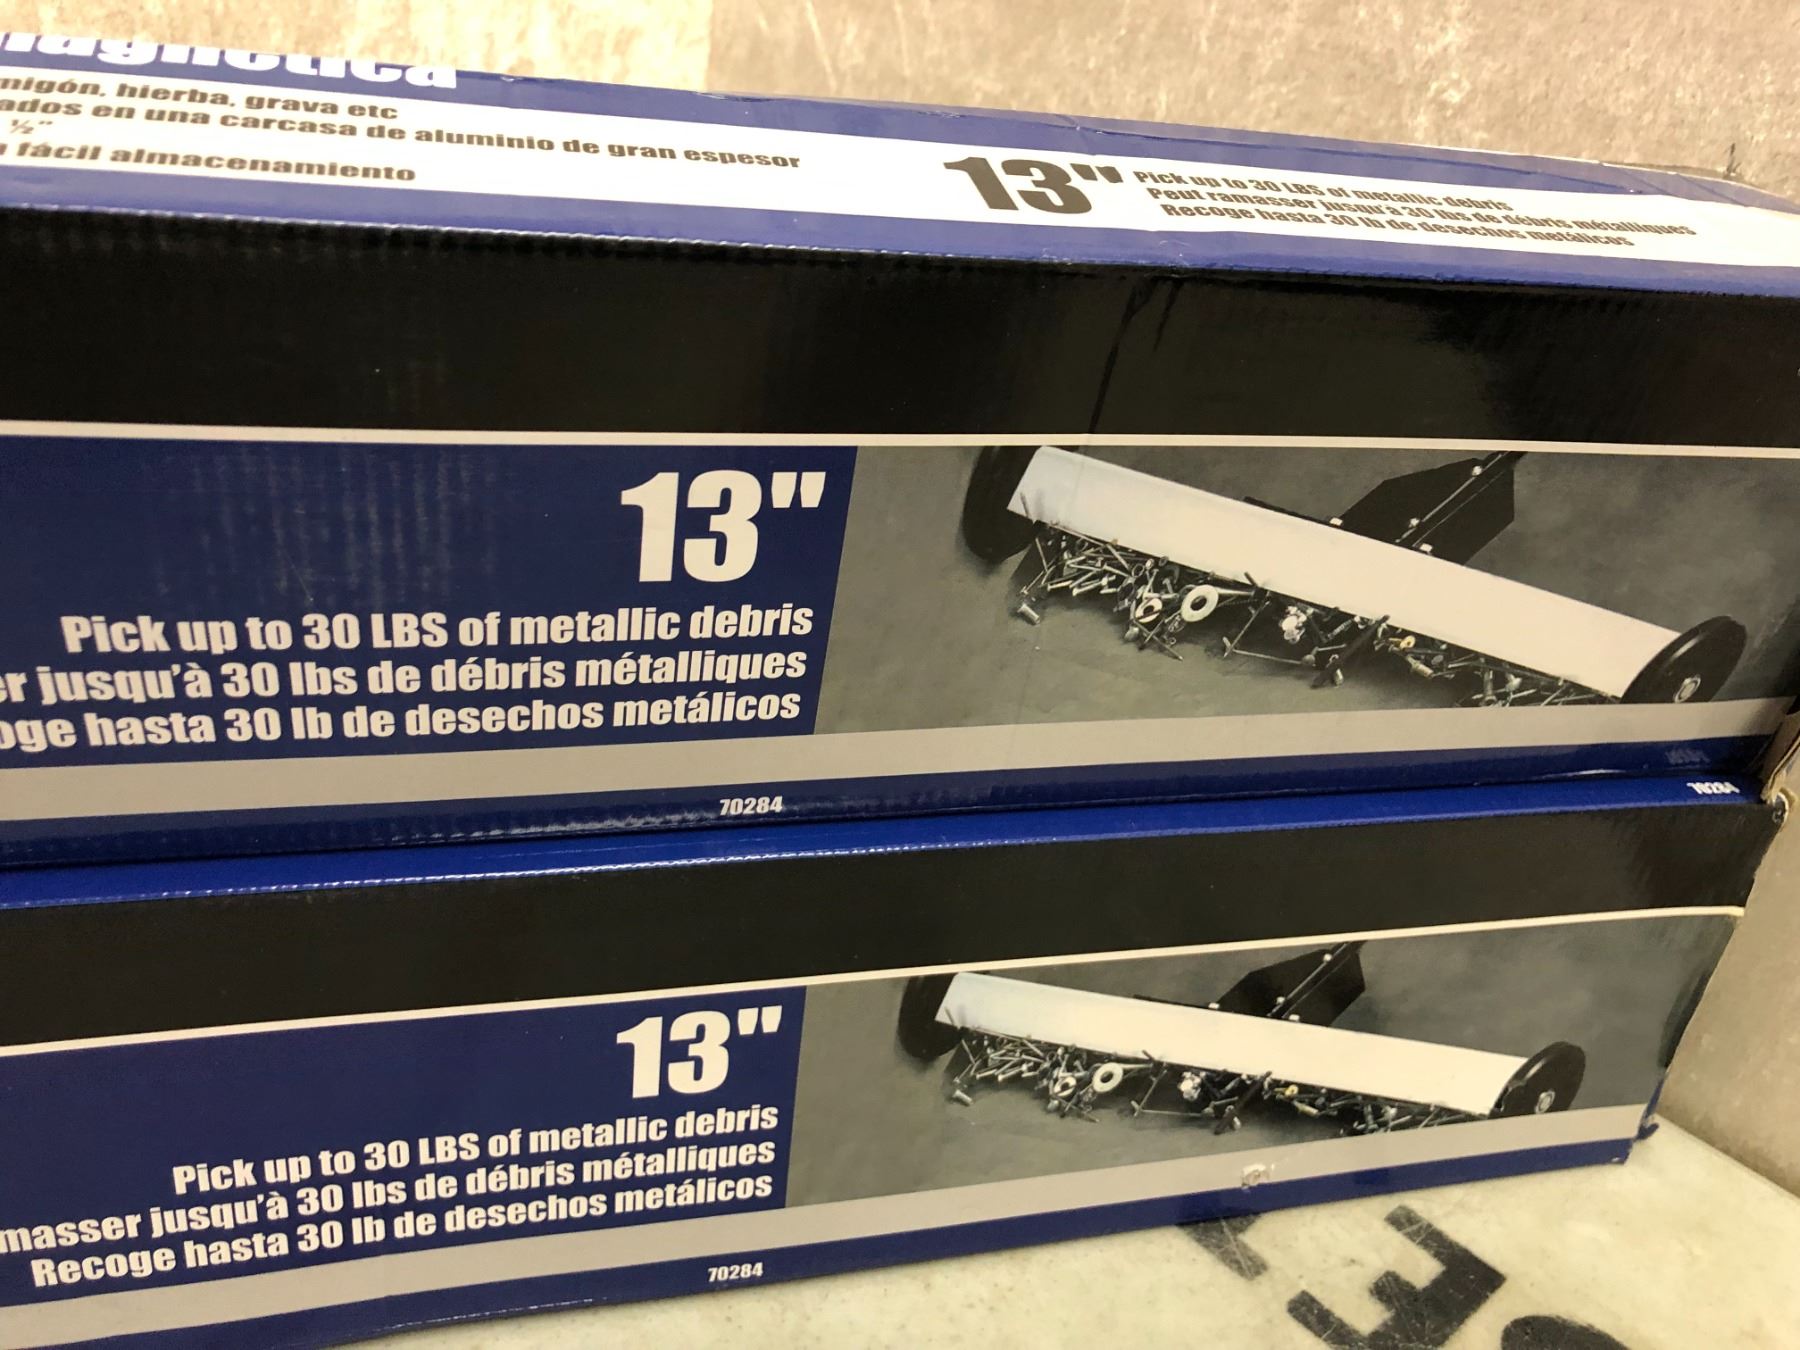 magnética
migón, hierba, grava etc
ados en una carcasa de aluminio de gran espesor
½"
fácil almacenamiento
13"
Pick up to 30 LBS of metallic debris
Peut ramasser jusqu'à 30 lbs de débris métalliques
Recoge hasta 30 lb de desechos metálicos
13"
Pick up to 30 LBS of metallic debris
er jusqu'à 30 lbs de débris métalliques
oge hasta 30 lb de desechos metálicos
70284
70284
13"
Pick up to 30 LBS of metallic debris
masser jusqu'à 30 lbs de débris métalliques
Recoge hasta 30 lb de desechos metálicos
70284